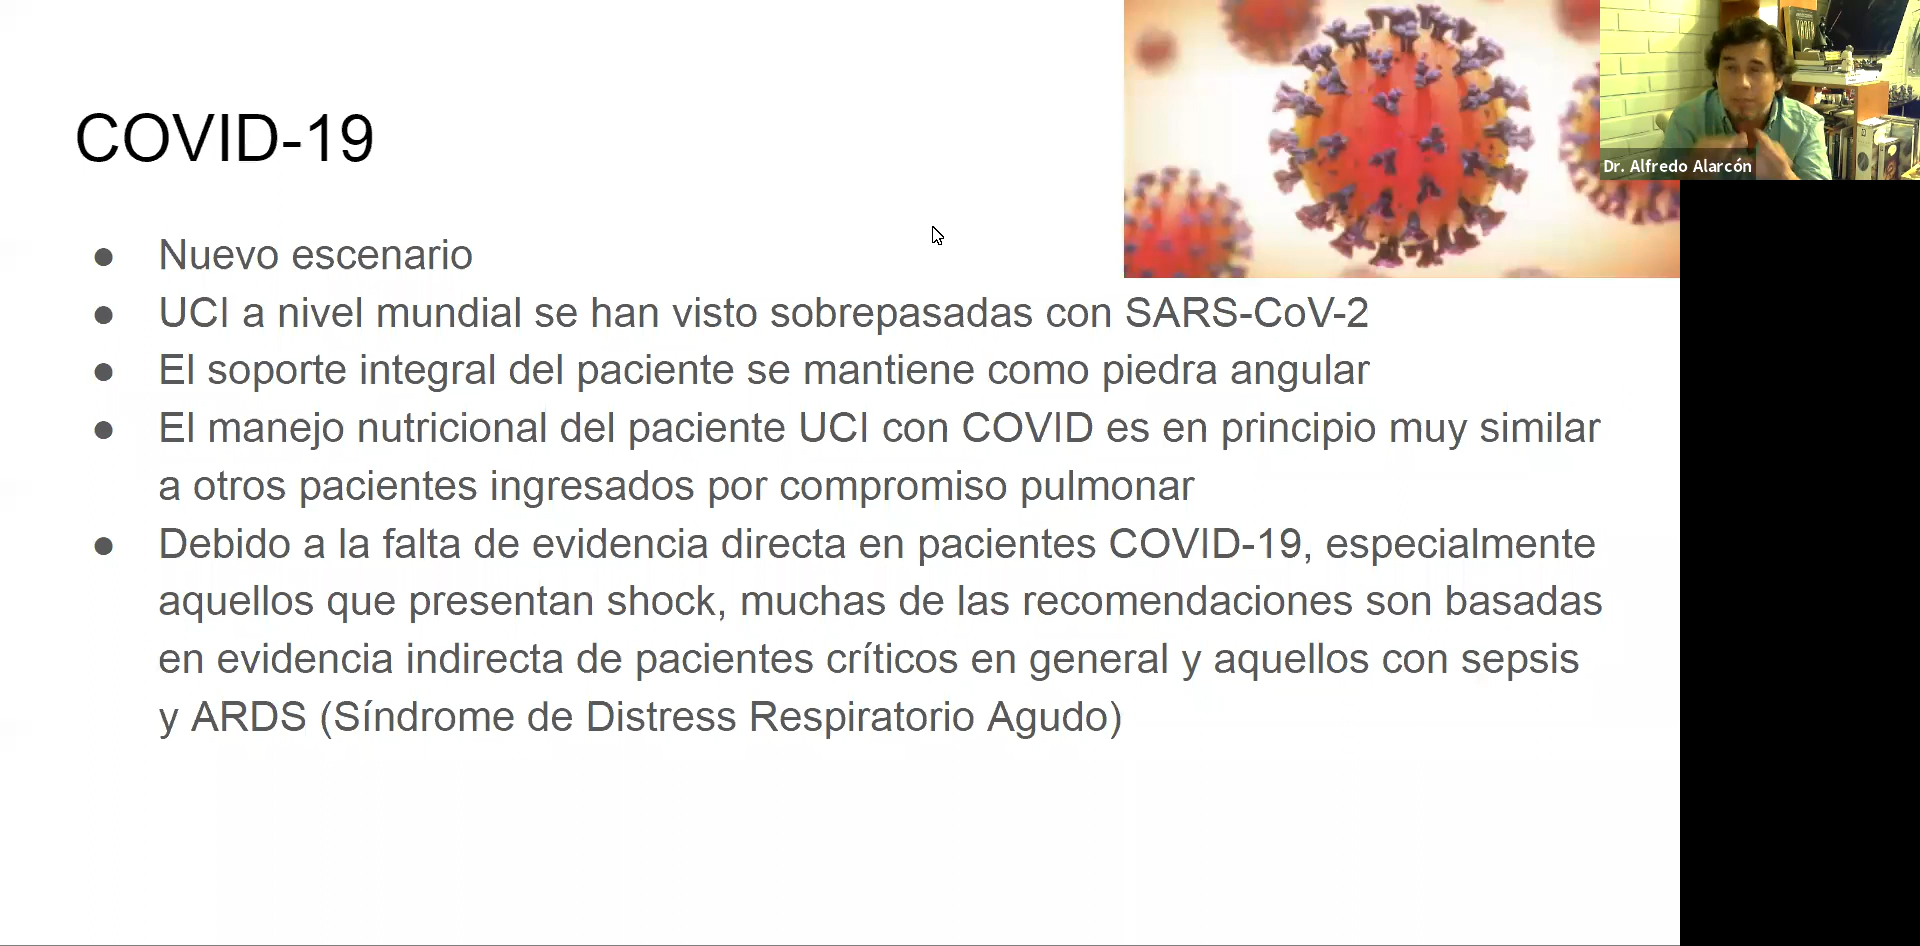 COVID-19
Dr. Alfredo Alarcón
● Nuevo escenario
● UCI a nivel mundial se han visto sobrepasadas con SARS-CoV-2
● El soporte integral del paciente se mantiene como piedra angular
● El manejo nutricional del paciente UCI con COVID es en principio muy similar
a otros pacientes ingresados por compromiso pulmonar
● Debido a la falta de evidencia directa en pacientes COVID-19, especialmente
aquellos que presentan shock, muchas de las recomendaciones son basadas
en evidencia indirecta de pacientes críticos en general y aquellos con sepsis
y ARDS (Síndrome de Distress Respiratorio Agudo)